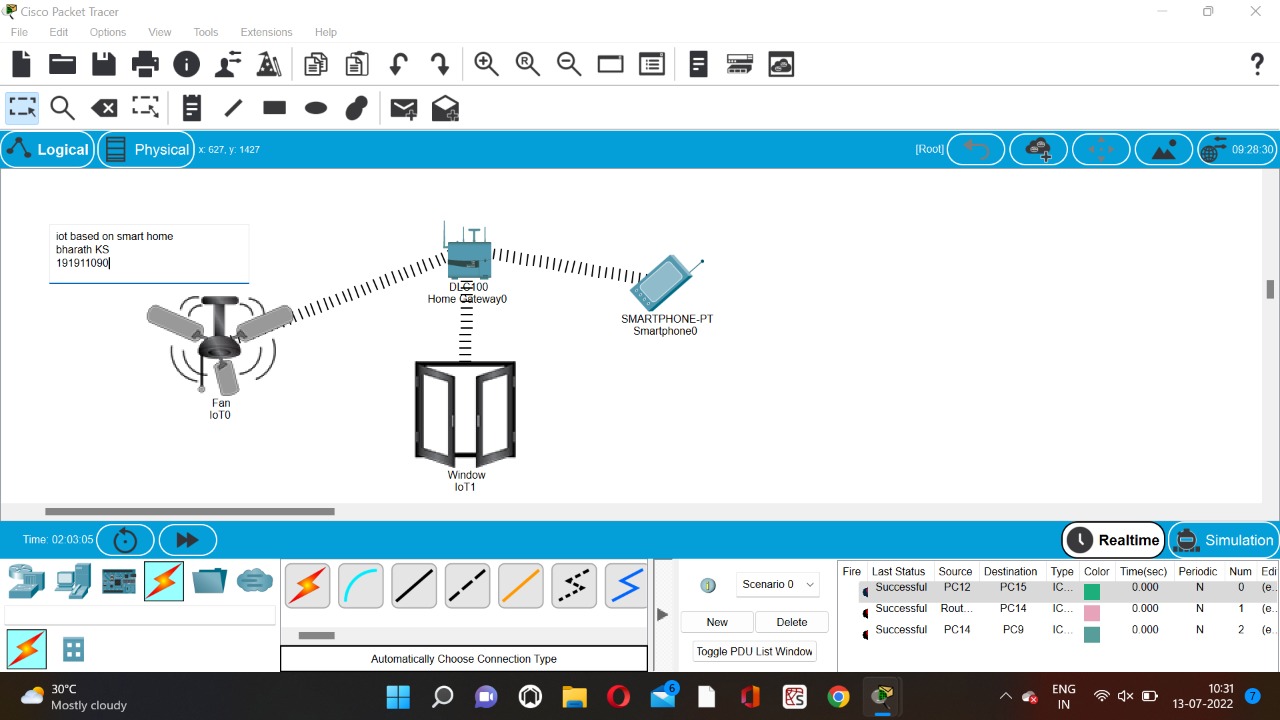 Cisco Packet Tracer
File Edit Options View Tools Extensions Help
?
Logical Physical x: 627, y: 1427 [Root] 09:28:30
iot based on smart home
bharath KS
191911090
DLC100
Home Gateway0
SMARTPHONE-PT
Smartphone0
Fan
IoT0
Window
IoT1
Time: 02:03:05 Realtime Simulation
Scenario 0
New Delete
Toggle PDU List Window
Automatically Choose Connection Type
Fire Last Status Source Destination Type Color Time(sec) Periodic Num Edi
Successful PC12 PC15 IC... 0.000 N 0 (e..
Successful Rout... PC14 IC... 0.000 N 1 (e..
Successful PC14 PC9 IC... 0.000 N 2 (e..
30°C
Mostly cloudy
6
ENG
IN
10:31
13-07-2022
7